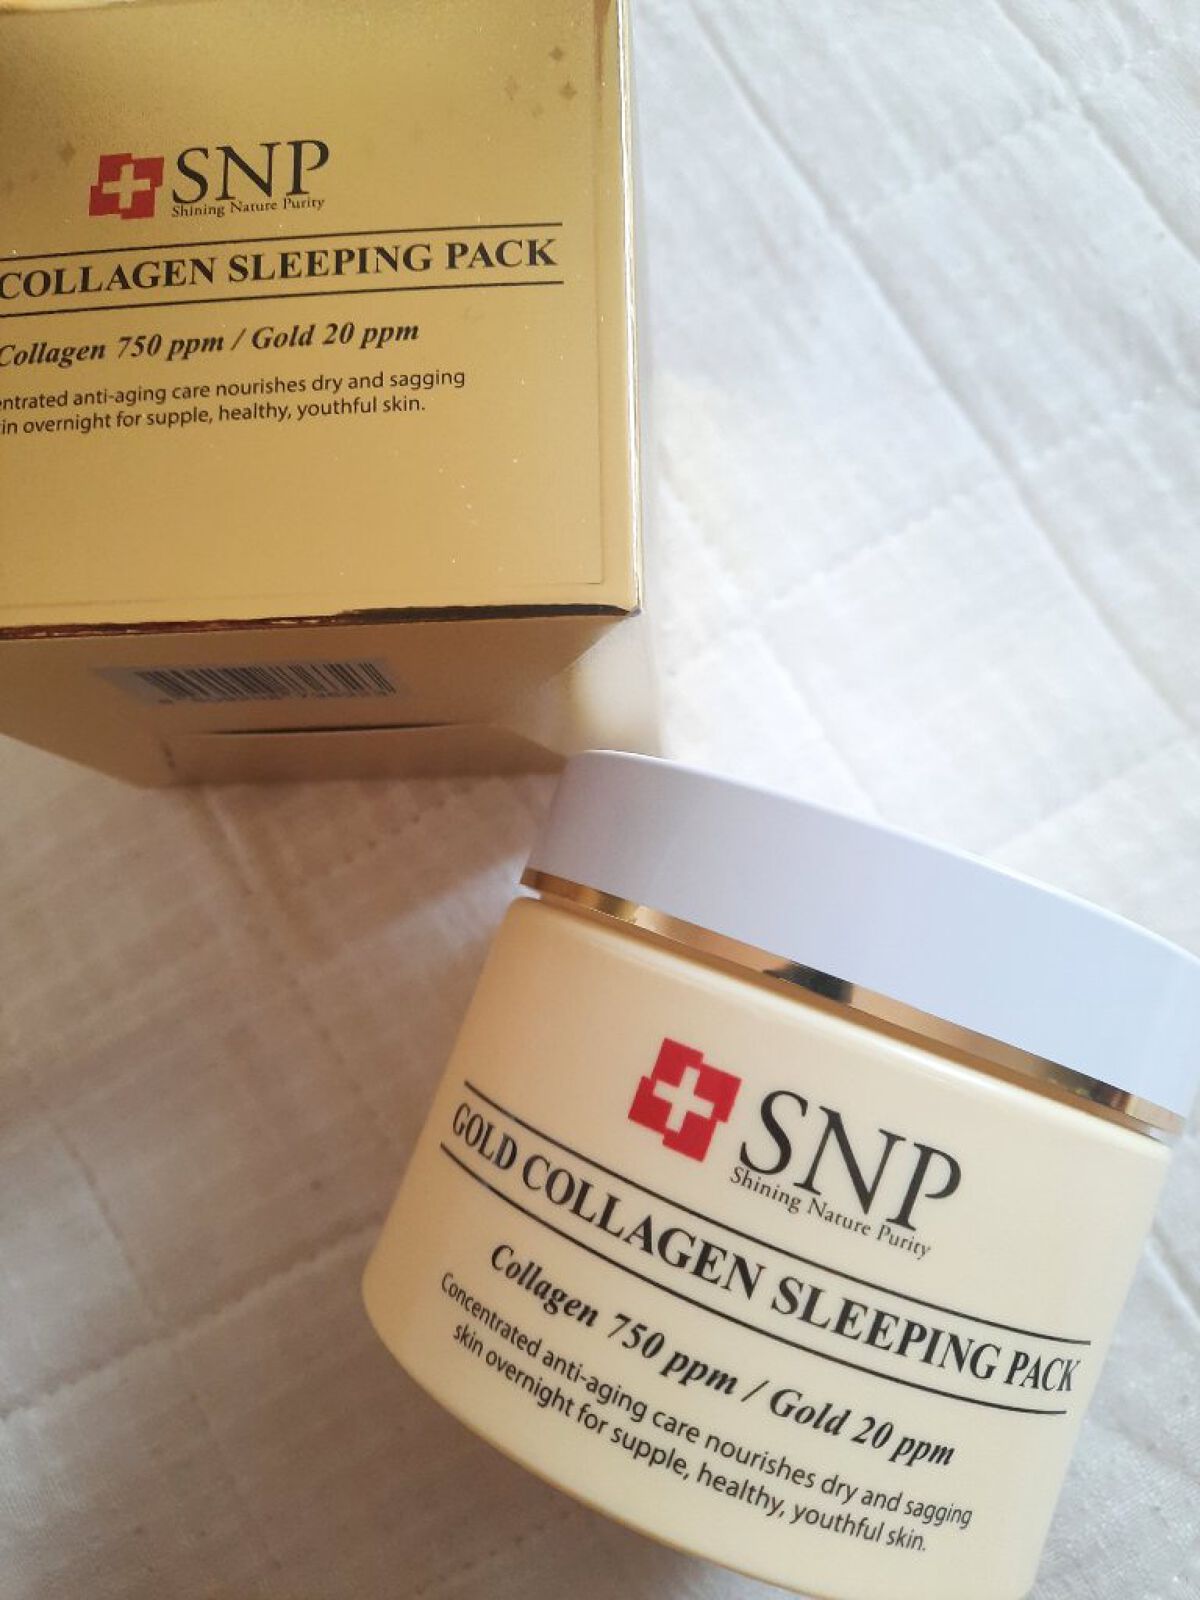 SNP
Shining Nature Purity
COLLAGEN SLEEPING PACK
Collagen 750 ppm / Gold 20 ppm
anti-aging care nourishes dry and sagging
overnight for supple, healthy, youthful skin.
SNP
Shining Nature Purity
GOLD COLLAGEN SLEEPING PACK
Collagen 750 ppm / Gold 20 ppm
Concentrated anti-aging care nourishes dry and sagging
skin overnight for supple, healthy, youthful skin.